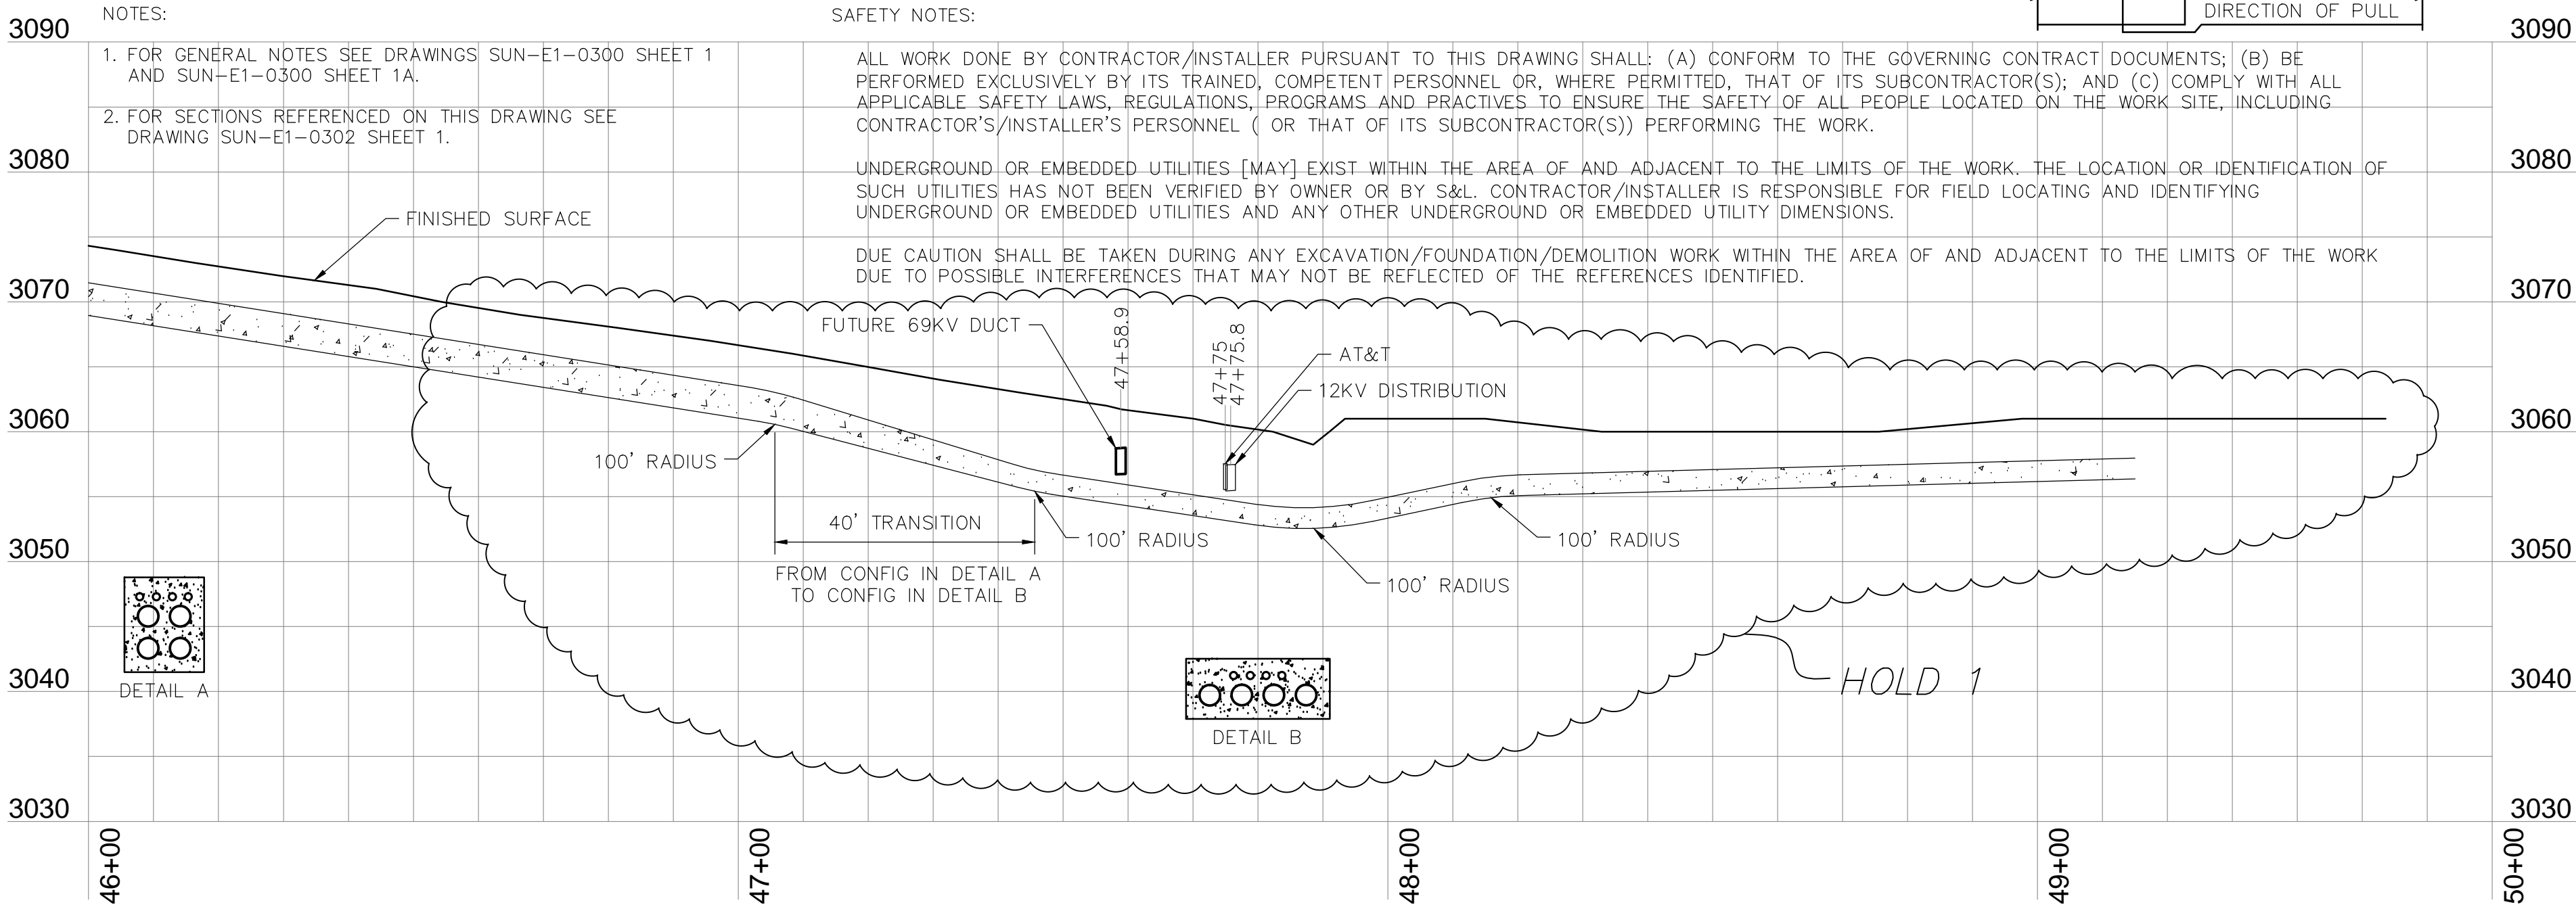 NOTES:
1. FOR GENERAL NOTES SEE DRAWINGS SUN-E1-0300 SHEET 1
AND SUN-E1-0300 SHEET 1A.
2. FOR SECTIONS REFERENCED ON THIS DRAWING SEE
DRAWING SUN-E1-0302 SHEET 1.
SAFETY NOTES:
ALL WORK DONE BY CONTRACTOR/INSTALLER PURSUANT TO THIS DRAWING SHALL: (A) CONFORM TO THE GOVERNING CONTRACT DOCUMENTS; (B) BE
PERFORMED EXCLUSIVELY BY ITS TRAINED, COMPETENT PERSONNEL OR, WHERE PERMITTED, THAT OF ITS SUBCONTRACTOR(S); AND (C) COMPLY WITH ALL
APPLICABLE SAFETY LAWS, REGULATIONS, PROGRAMS AND PRACTIVES TO ENSURE THE SAFETY OF ALL PEOPLE LOCATED ON THE WORK SITE, INCLUDING
CONTRACTOR'S/INSTALLER'S PERSONNEL ( OR THAT OF ITS SUBCONTRACTOR(S)) PERFORMING THE WORK.
UNDERGROUND OR EMBEDDED UTILITIES [MAY] EXIST WITHIN THE AREA OF AND ADJACENT TO THE LIMITS OF THE WORK. THE LOCATION OR IDENTIFICATION OF
SUCH UTILITIES HAS NOT BEEN VERIFIED BY OWNER OR BY S&L. CONTRACTOR/INSTALLER IS RESPONSIBLE FOR FIELD LOCATING AND IDENTIFYING
UNDERGROUND OR EMBEDDED UTILITIES AND ANY OTHER UNDERGROUND OR EMBEDDED UTILITY DIMENSIONS.
DUE CAUTION SHALL BE TAKEN DURING ANY EXCAVATION/FOUNDATION/DEMOLITION WORK WITHIN THE AREA OF AND ADJACENT TO THE LIMITS OF THE WORK
DUE TO POSSIBLE INTERFERENCES THAT MAY NOT BE REFLECTED OF THE REFERENCES IDENTIFIED.
DIRECTION OF PULL
3090
3080
3070
3060
3050
3040
3030
3090
3080
3070
3060
3050
3040
3030
FINISHED SURFACE
FUTURE 69KV DUCT
47+58.9
47+75
47+75.8
AT&T
12KV DISTRIBUTION
100' RADIUS
40' TRANSITION
FROM CONFIG IN DETAIL A
TO CONFIG IN DETAIL B
100' RADIUS
100' RADIUS
100' RADIUS
DETAIL A
DETAIL B
HOLD 1
46+00
47+00
48+00
49+00
50+00